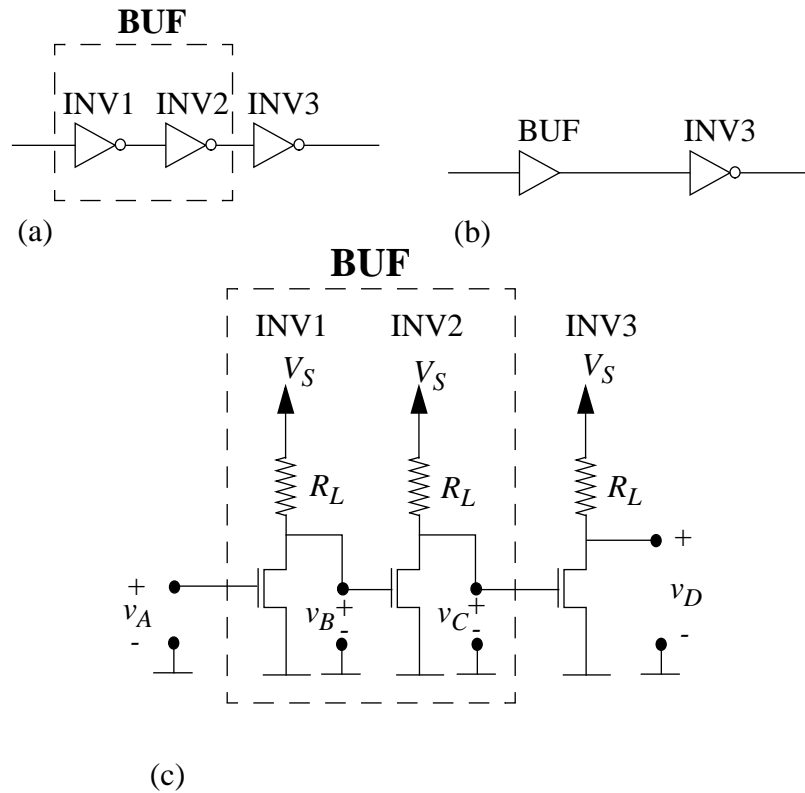 BUF
INV1 INV2 INV3
(a)
BUF INV3
(b)
BUF
INV1 INV2 INV3
V_S V_S V_S
R_L R_L R_L
+ v_A -
v_B + -
v_C + -
+ v_D -
(c)